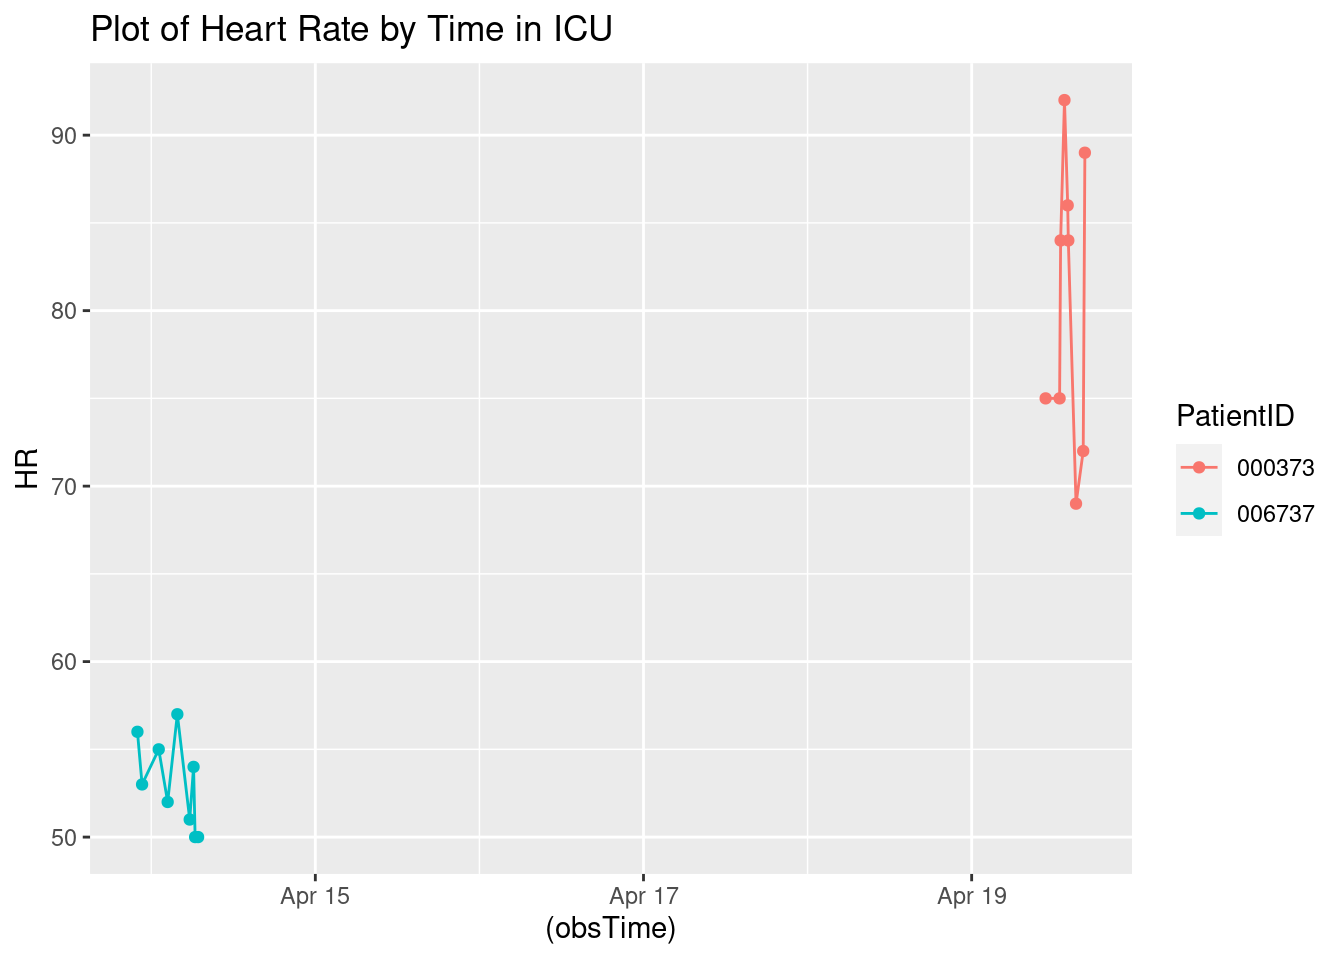 Plot of Heart Rate by Time in ICU
90
80
70
60
50
HR
Apr 15
Apr 17
Apr 19
(obsTime)
PatientID
000373
006737